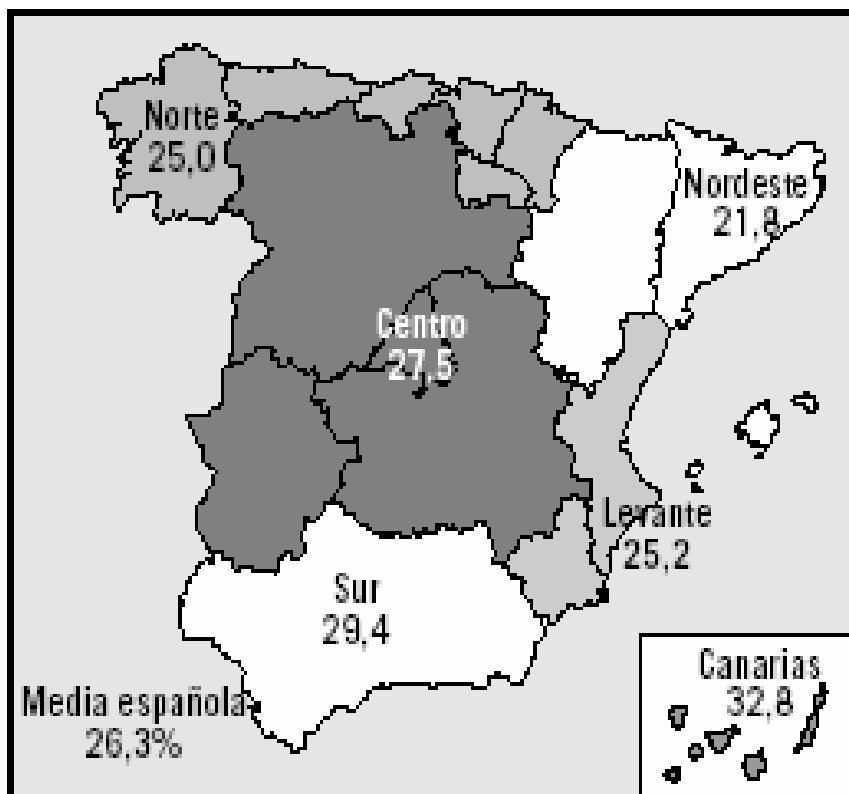 Norte
25,0
Nordeste
21,8
Centro
27,5
Levante
25,2
Sur
29,4
Media española
26,3%
Canarias
32,8